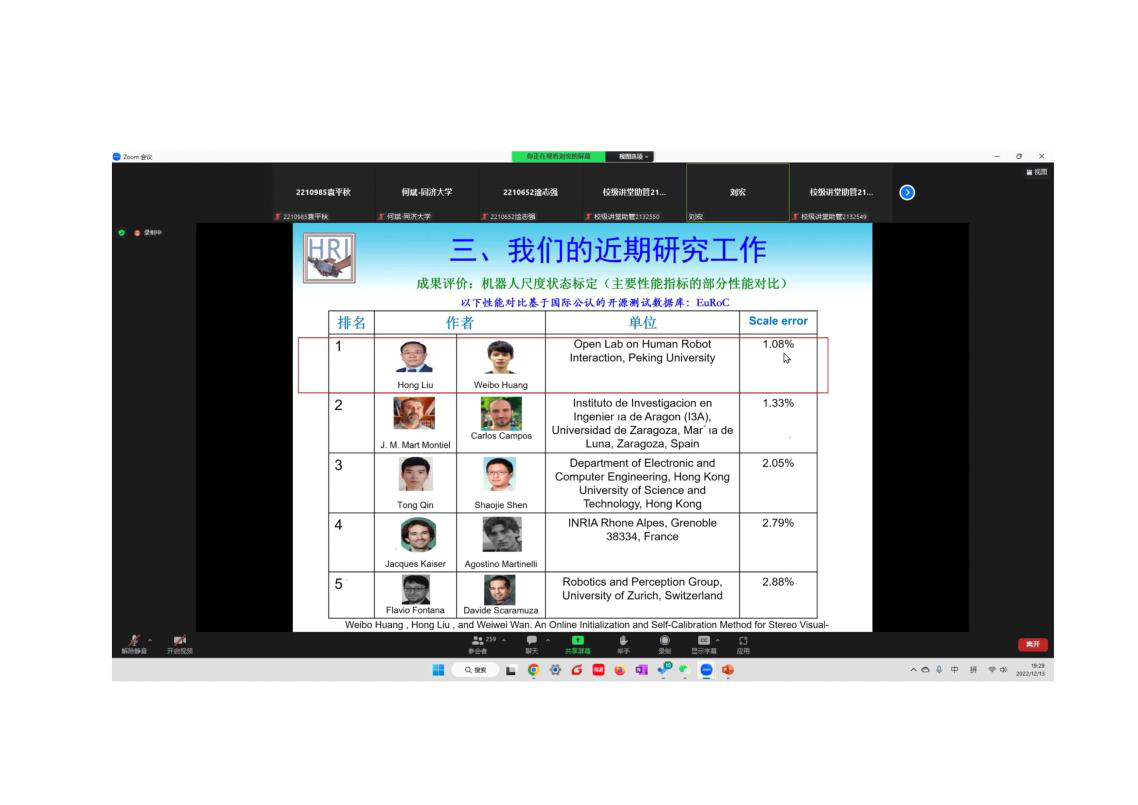 Zoom 会议
你正在观看刘宏的屏幕
视图选项
视图
2210985袁平秋
何斌-同济大学
2210652淦志强
校级讲堂助管21...
刘宏
校级讲堂助管21...
2210985袁平秋
何斌-同济大学
2210652淦志强
校级讲堂助管2132550
刘宏
校级讲堂助管2132549
录制中
HRI
三、我们的近期研究工作
成果评价：机器人尺度状态标定（主要性能指标的部分性能对比）
以下性能对比基于国际公认的开源测试数据库：EuRoC
排名
作者
单位
Scale error
1
Hong Liu
Weibo Huang
Open Lab on Human Robot
Interaction, Peking University
1.08%
2
J. M. Mart Montiel
Carlos Campos
Instituto de Investigacion en
Ingenier ıa de Aragon (I3A),
Universidad de Zaragoza, Mar´ıa de
Luna, Zaragoza, Spain
1.33%
3
Tong Qin
Shaojie Shen
Department of Electronic and
Computer Engineering, Hong Kong
University of Science and
Technology, Hong Kong
2.05%
4
Jacques Kaiser
Agostino Martinelli
INRIA Rhone Alpes, Grenoble
38334, France
2.79%
5
Flavio Fontana
Davide Scaramuza
Robotics and Perception Group,
University of Zurich, Switzerland
2.88%
Weibo Huang , Hong Liu , and Weiwei Wan. An Online Initialization and Self-Calibration Method for Stereo Visual-
解除静音
开启视频
259
参会者
聊天
共享屏幕
举手
录制
CC
显示字幕
应用
离开
搜索
中
拼
19:29
2022/12/13